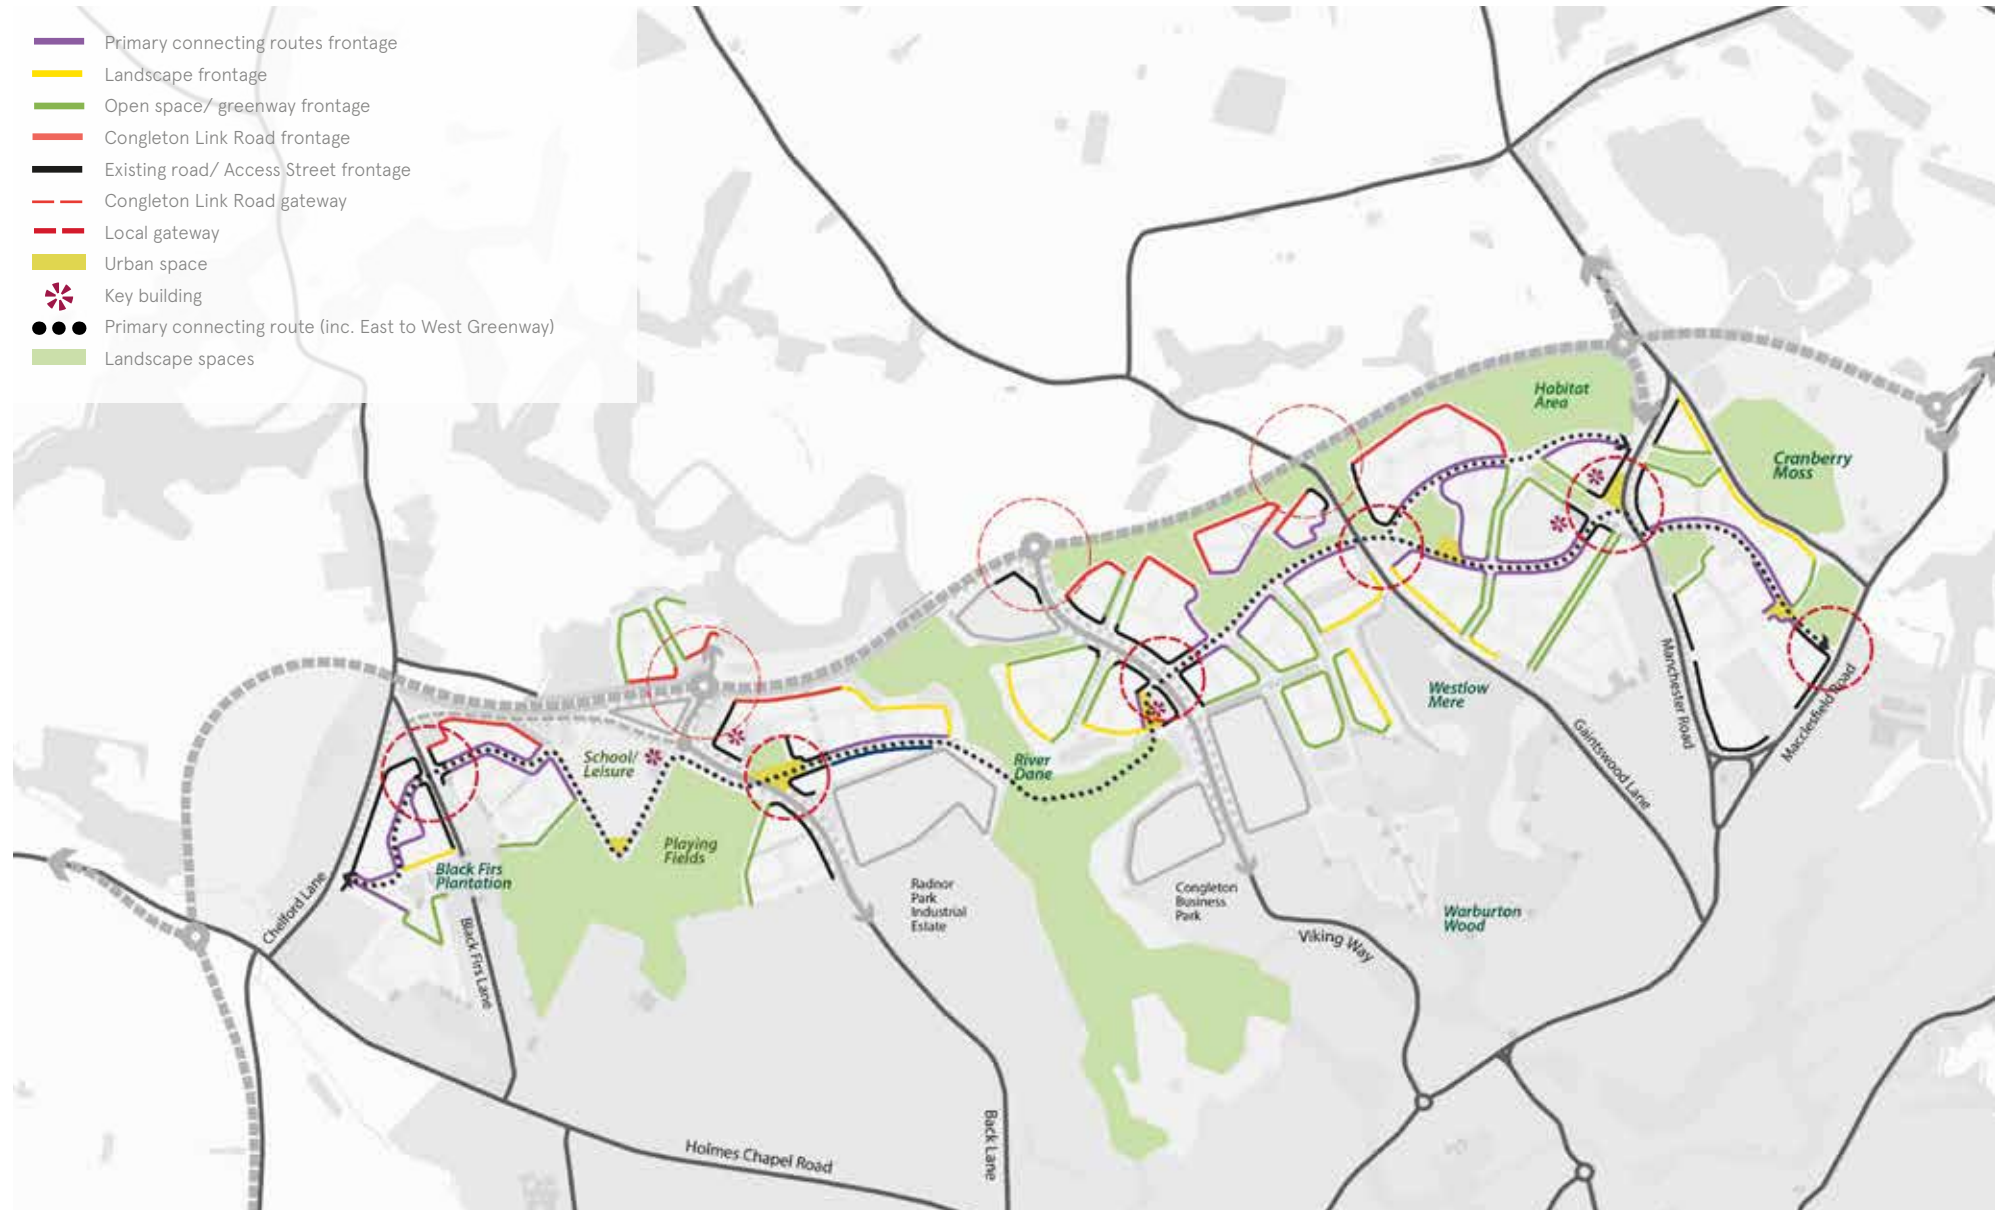 Primary connecting routes frontage
Landscape frontage
Open space/ greenway frontage
Congleton Link Road frontage
Existing road/ Access Street frontage
Congleton Link Road gateway
Local gateway
Urban space
Key building
Primary connecting route (inc. East to West Greenway)
Landscape spaces
Habitat
Area
Cranberry
Moss
Westlow
Mere
Manchester Road
Macclesfield Road
Gaintswood Lane
School/
Leisure
River
Dane
Playing
Fields
Black Firs
Plantation
Chelford Lane
Black Firs Lane
Radnor
Park
Industrial
Estate
Congleton
Business
Park
Warburton
Wood
Viking Way
Back Lane
Holmes Chapel Road